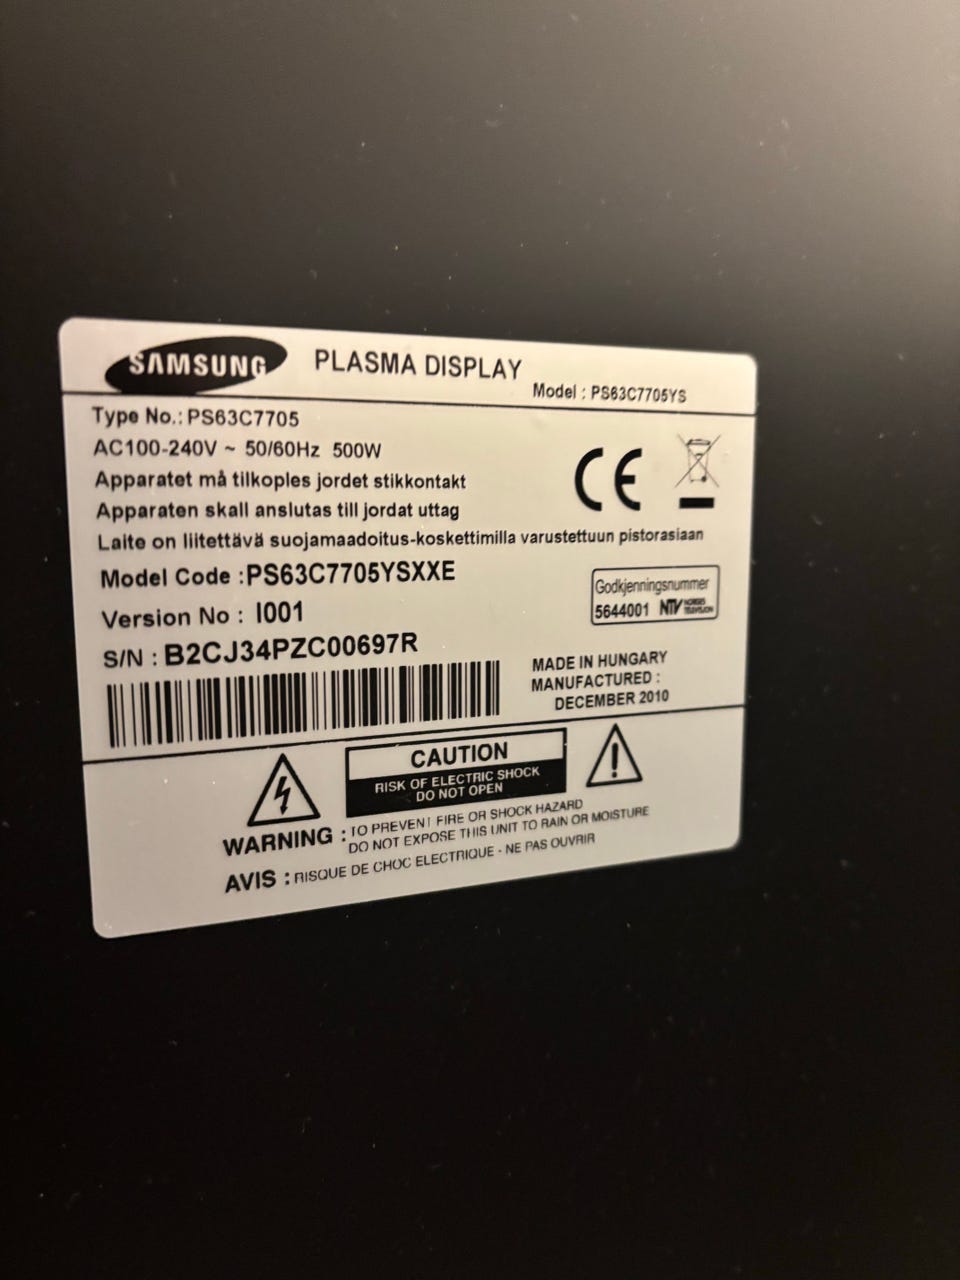 SAMSUNG PLASMA DISPLAY
Model : PS63C7705YS
Type No.: PS63C7705
AC100-240V ~ 50/60Hz 500W
Apparatet må tilkoples jordet stikkontakt
Apparaten skall anslutas till jordat uttag
Laite on liitettävä suojamaadoitus-koskettimilla varustettuun pistorasiaan
Model Code : PS63C7705YSXXE
Version No : I001
S/N : B2CJ34PZC00697R
CE
Godkjenningsnummer
5644001 NTV NORGES TELEVISJON
MADE IN HUNGARY
MANUFACTURED :
DECEMBER 2010
CAUTION
RISK OF ELECTRIC SHOCK
DO NOT OPEN
WARNING : TO PREVENT FIRE OR SHOCK HAZARD
DO NOT EXPOSE THIS UNIT TO RAIN OR MOISTURE
AVIS : RISQUE DE CHOC ELECTRIQUE - NE PAS OUVRIR